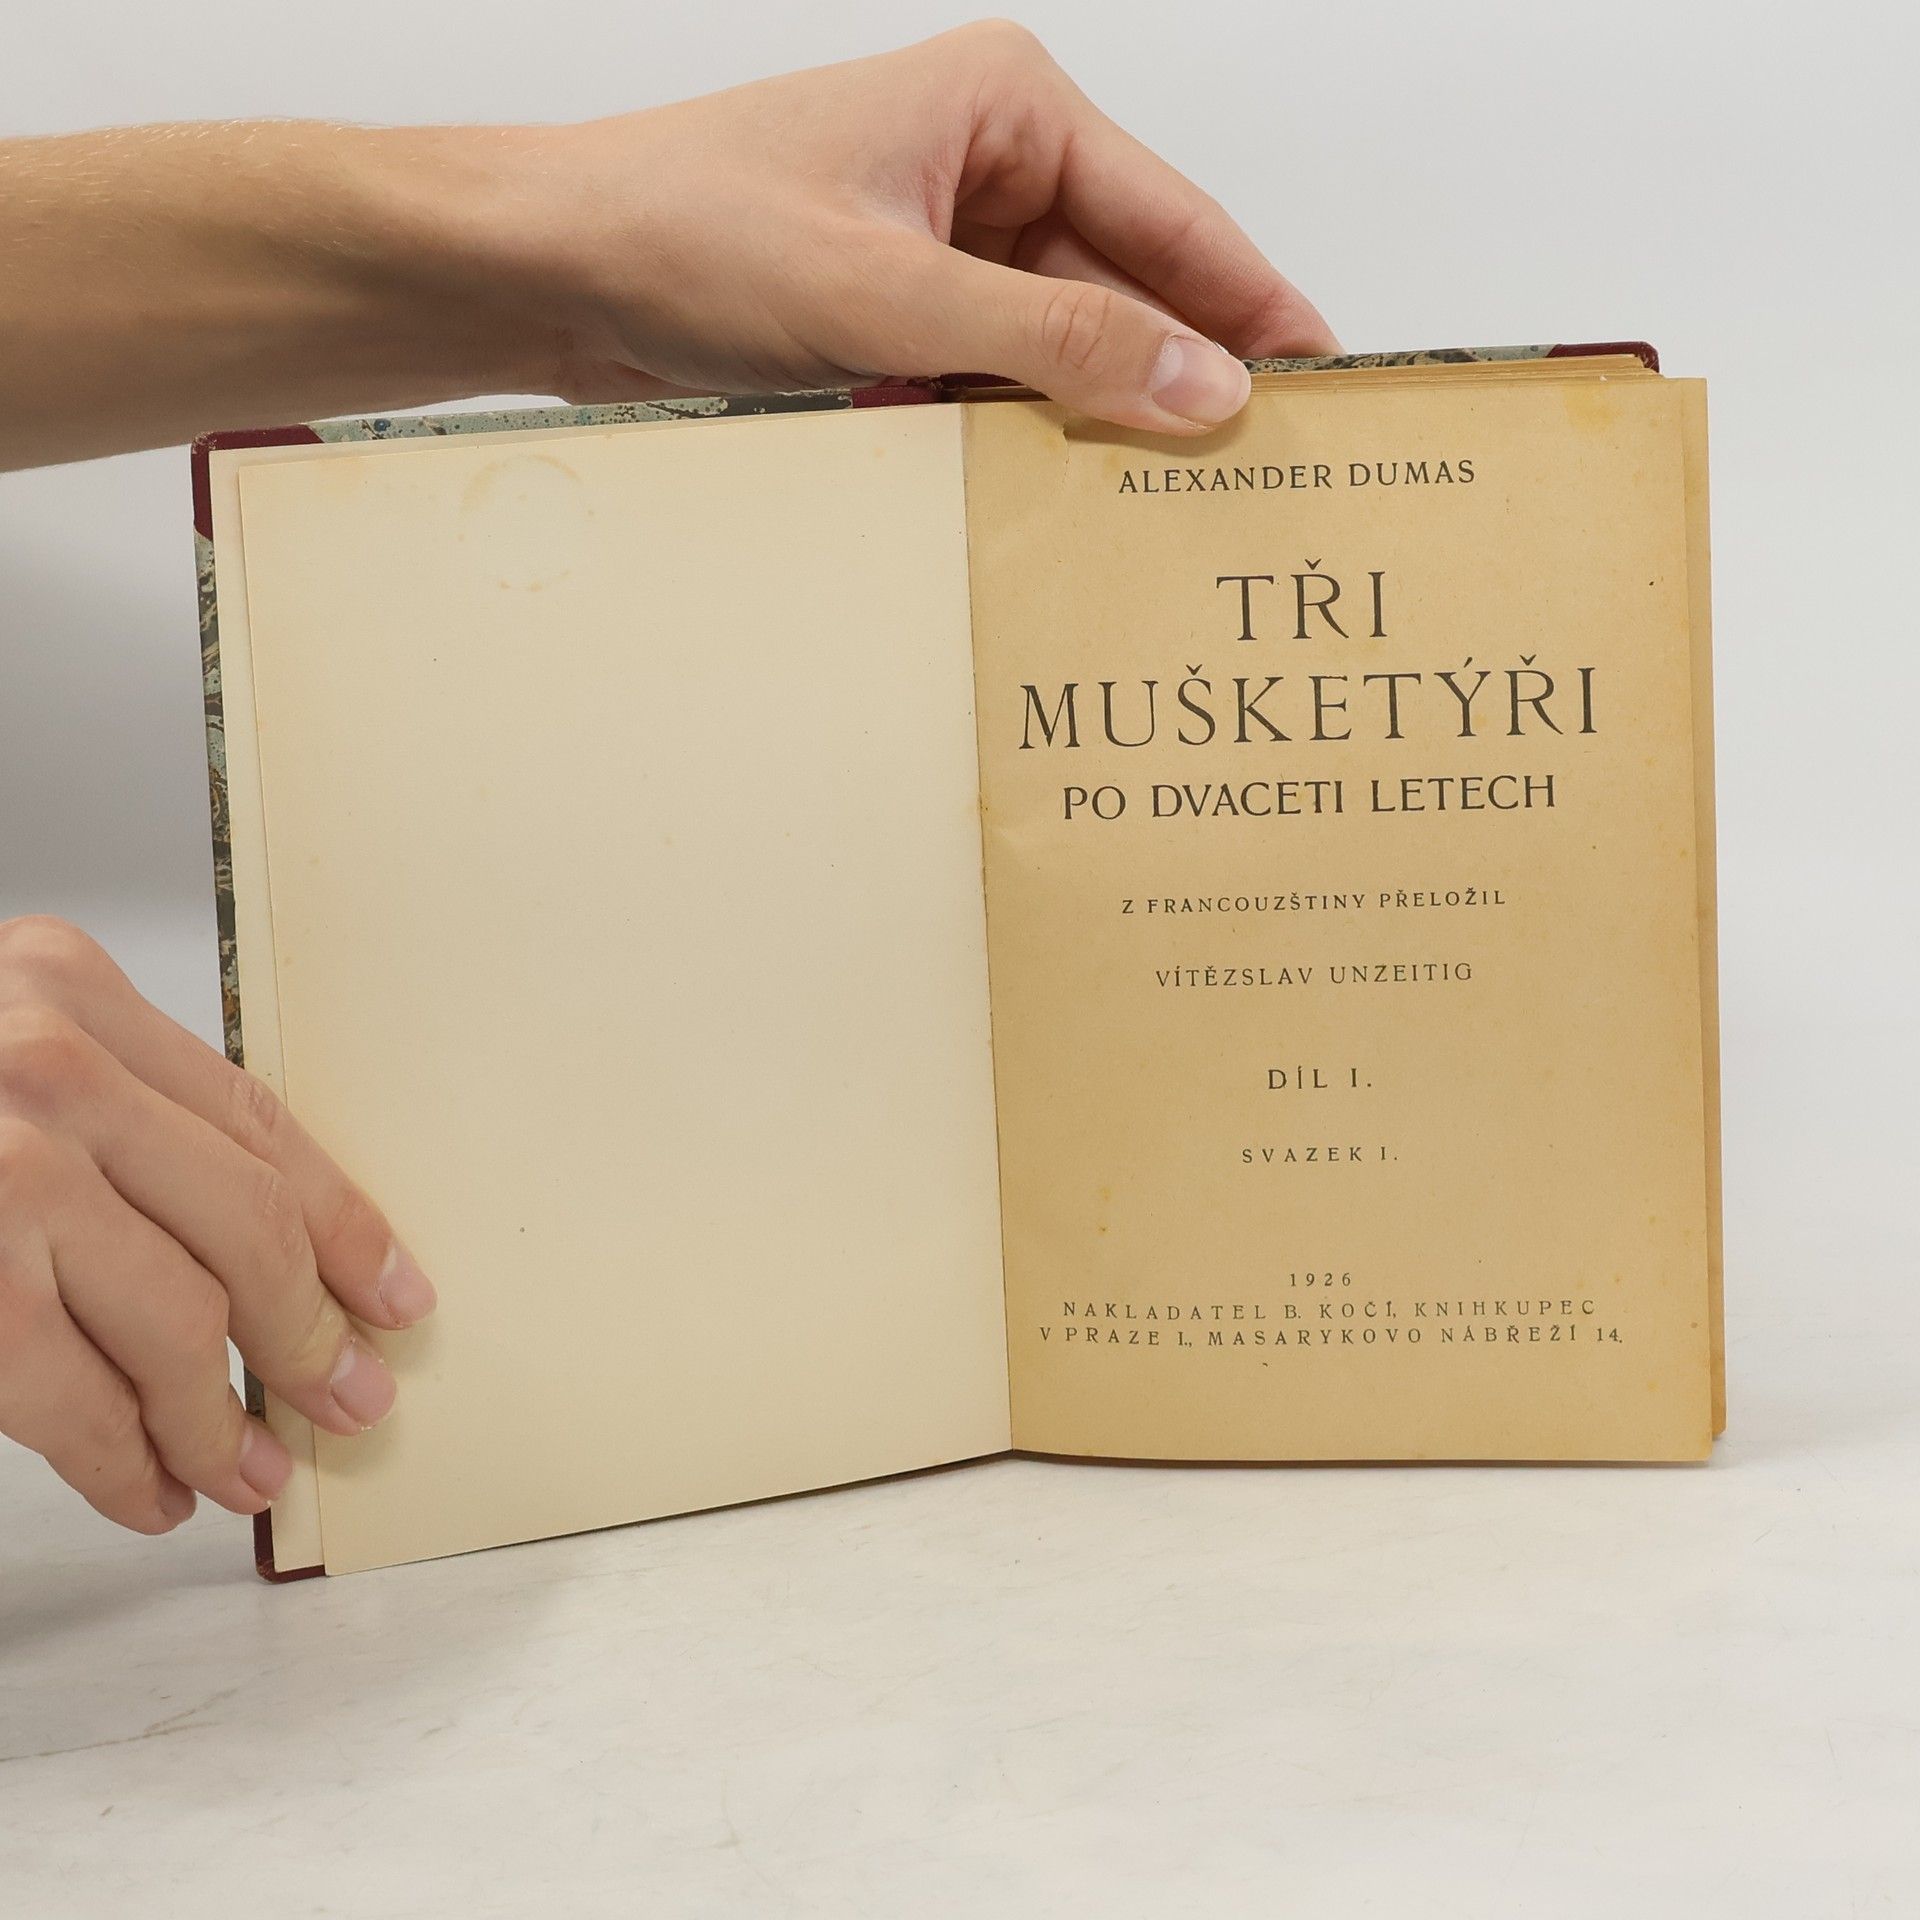 ALEXANDER DUMAS
TŘI
MUŠKETÝŘI
PO DVACETI LETECH
Z FRANCOUZŠTINY PŘELOŽIL
VÍTĚZSLAV UNZEITIG
DÍL I.
SVAZEK I.
1926
NAKLADATEL B. KOČÍ, KNIHKUPEC
V PRAZE I., MASARYKOVO NÁBŘEŽÍ 14.